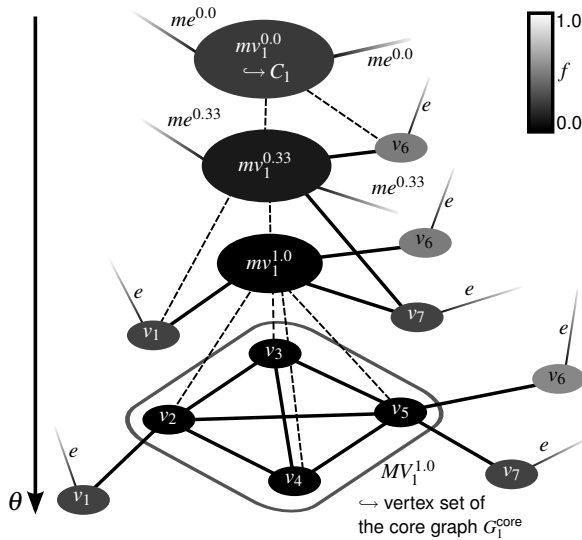 me^{0.0}
mv_1^{0.0}
↪ C_1
me^{0.0}
e
1.0
f
0.0
me^{0.33}
mv_1^{0.33}
v_6
me^{0.33}
e
mv_1^{1.0}
v_6
e
v_1
v_7
e
e
v_3
v_6
v_2
v_5
e
v_4
MV_1^{1.0}
v_7
e
v_1
θ
↪ vertex set of
the core graph G_1^{core}